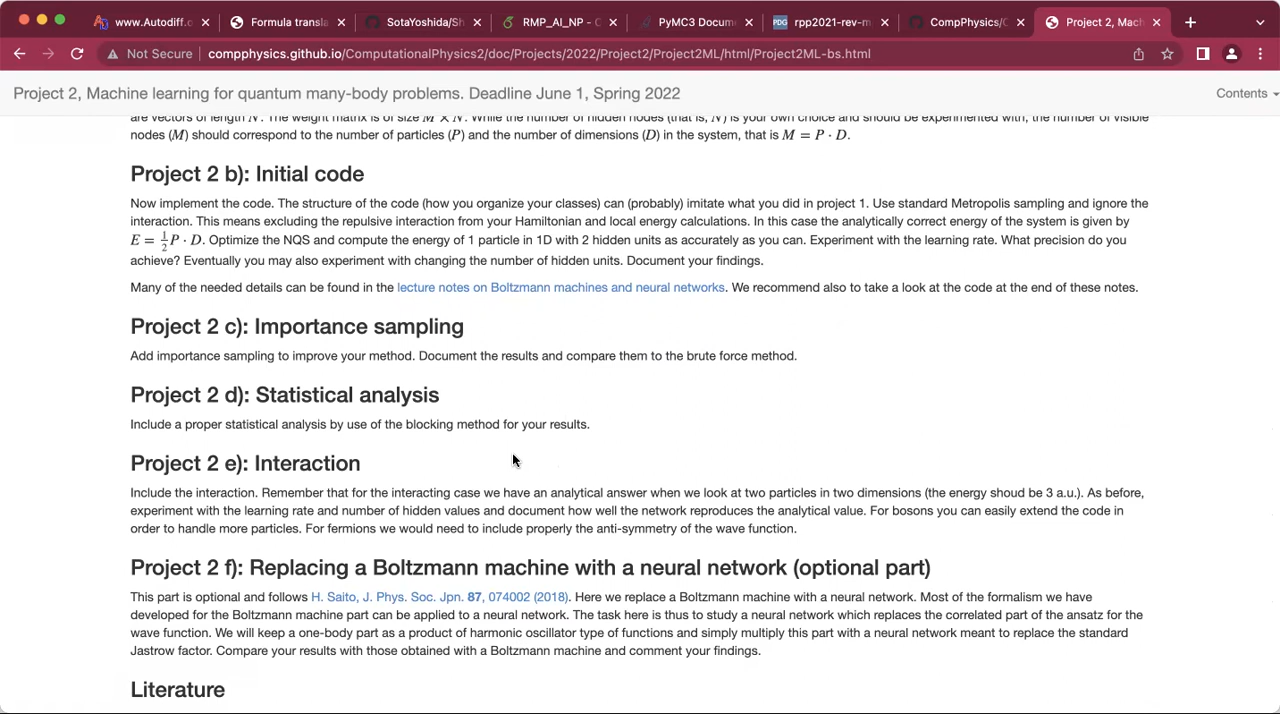 www.Autodiff.o
Formula transla
SotaYoshida/Sh
RMP_AI_NP - O
PyMC3 Docume
rpp2021-rev-m
CompPhysics/C
Project 2, Mach
Not Secure
compphysics.github.io/ComputationalPhysics2/doc/Projects/2022/Project2/Project2ML/html/Project2ML-bs.html
Project 2, Machine learning for quantum many-body problems. Deadline June 1, Spring 2022
Contents
are vectors of length N. The weight matrix is of size M × N. While the number of hidden nodes (that is, N) is your own choice and should be experimented with, the number of visible
nodes (M) should correspond to the number of particles (P) and the number of dimensions (D) in the system, that is M = P · D.
Project 2 b): Initial code
Now implement the code. The structure of the code (how you organize your classes) can (probably) imitate what you did in project 1. Use standard Metropolis sampling and ignore the
interaction. This means excluding the repulsive interaction from your Hamiltonian and local energy calculations. In this case the analytically correct energy of the system is given by
E = 1/2 P · D. Optimize the NQS and compute the energy of 1 particle in 1D with 2 hidden units as accurately as you can. Experiment with the learning rate. What precision do you
achieve? Eventually you may also experiment with changing the number of hidden units. Document your findings.
Many of the needed details can be found in the lecture notes on Boltzmann machines and neural networks. We recommend also to take a look at the code at the end of these notes.
Project 2 c): Importance sampling
Add importance sampling to improve your method. Document the results and compare them to the brute force method.
Project 2 d): Statistical analysis
Include a proper statistical analysis by use of the blocking method for your results.
Project 2 e): Interaction
Include the interaction. Remember that for the interacting case we have an analytical answer when we look at two particles in two dimensions (the energy shoud be 3 a.u.). As before,
experiment with the learning rate and number of hidden values and document how well the network reproduces the analytical value. For bosons you can easily extend the code in
order to handle more particles. For fermions we would need to include properly the anti-symmetry of the wave function.
Project 2 f): Replacing a Boltzmann machine with a neural network (optional part)
This part is optional and follows H. Saito, J. Phys. Soc. Jpn. 87, 074002 (2018). Here we replace a Boltzmann machine with a neural network. Most of the formalism we have
developed for the Boltzmann machine part can be applied to a neural network. The task here is thus to study a neural network which replaces the correlated part of the ansatz for the
wave function. We will keep a one-body part as a product of harmonic oscillator type of functions and simply multiply this part with a neural network meant to replace the standard
Jastrow factor. Compare your results with those obtained with a Boltzmann machine and comment your findings.
Literature